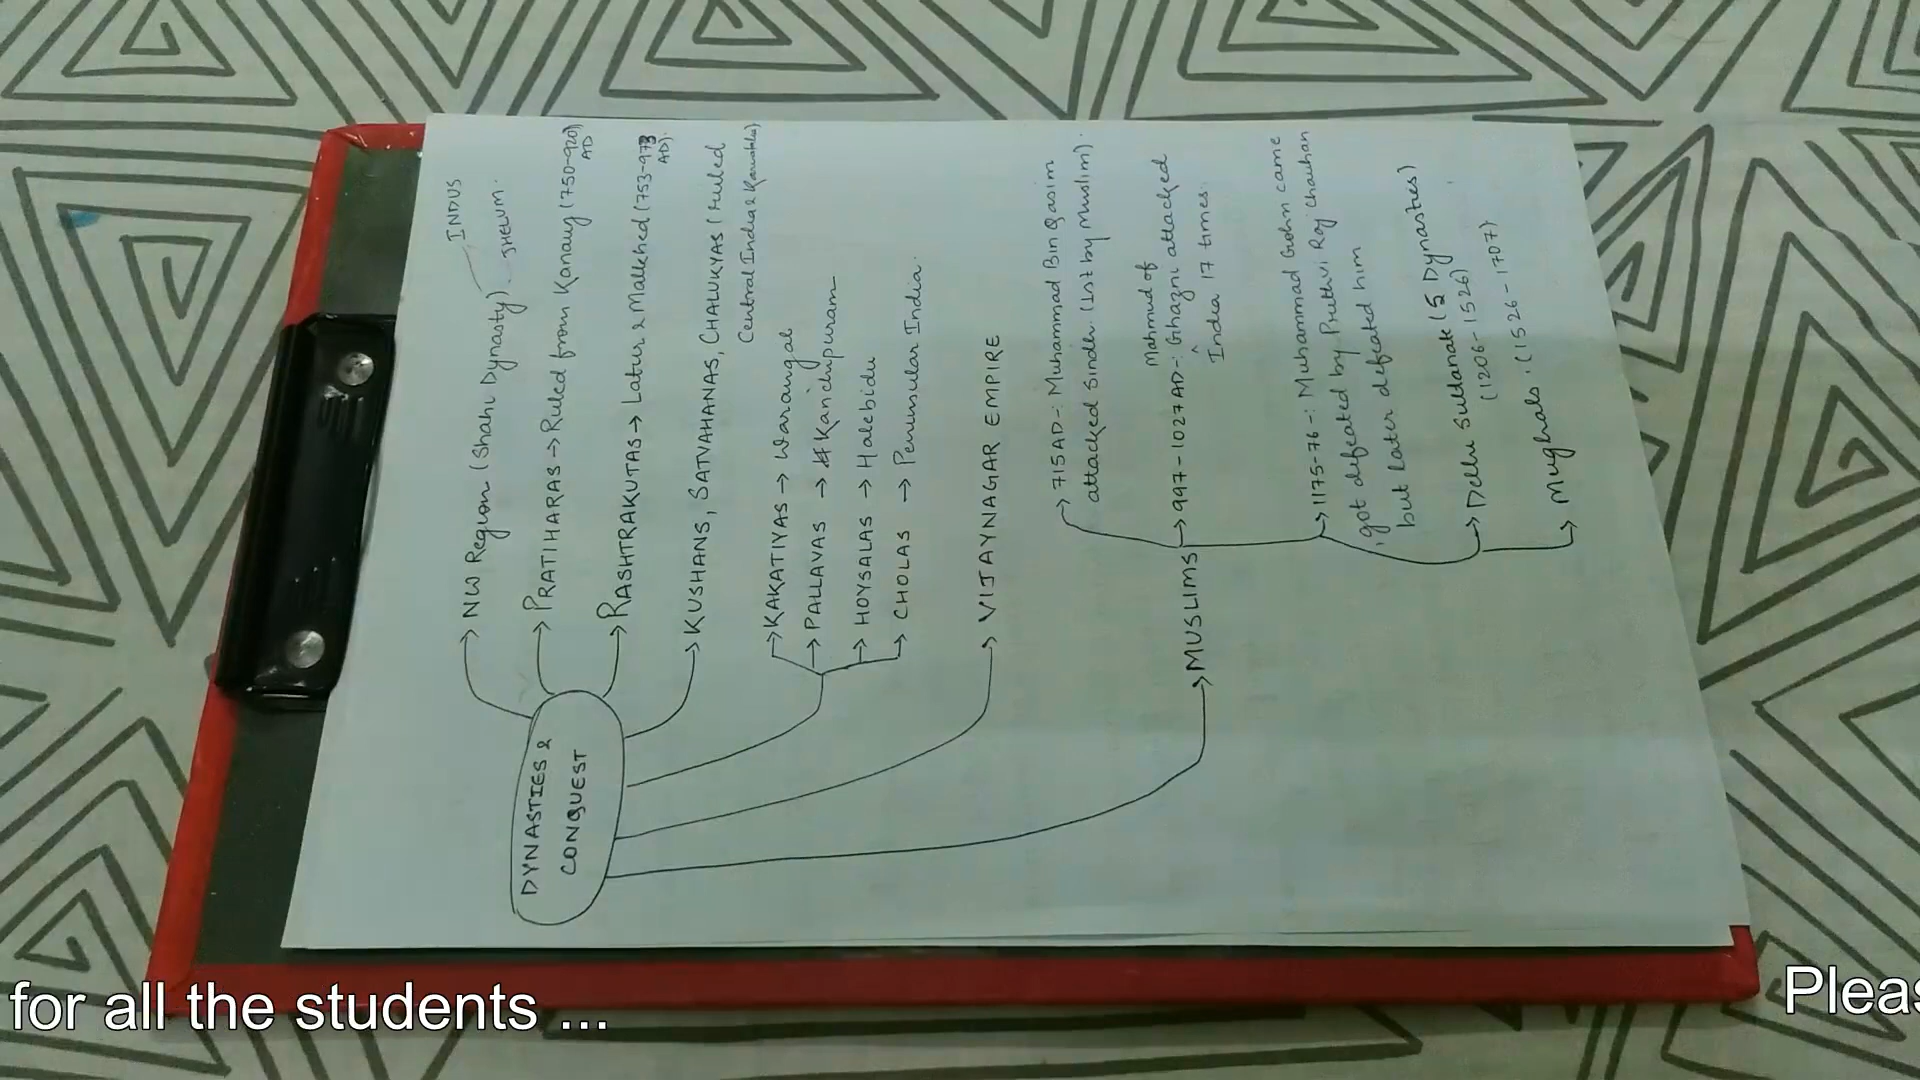 DYNASTIES &
CONQUEST
NW Region (Shahi Dynasty)
INDUS
JHELUM.
PRATIHARAS → Ruled from Kanauj (750-920
AD)
RASHTRAKUTAS → Latur & Malkhed (753-973
AD).
KUSHANS, SATVAHANAS, CHALUKYAS (ruled
Central India &
KAKATIYAS → Warangal
PALLAVAS → Kanichpuram
HOYSALAS → Halebidu
CHOLAS → Penunsular India.
VIJAYNAGAR EMPIRE
MUSLIMS
715AD-: Muhammad Bin Qasim
attacked Sindh. (1st by Muslim).
Mahmud of
997-1027AD-: Ghazni attacked
India 17 times.
1175-76-: Muhammad came
got defeated by Prithvi Raj Chauhan
but later defeated him
Delhi Sultanat (5 Dynasties)
(1206-1526)
Mughals. (1526-1707)
for all the students ...
Pleas